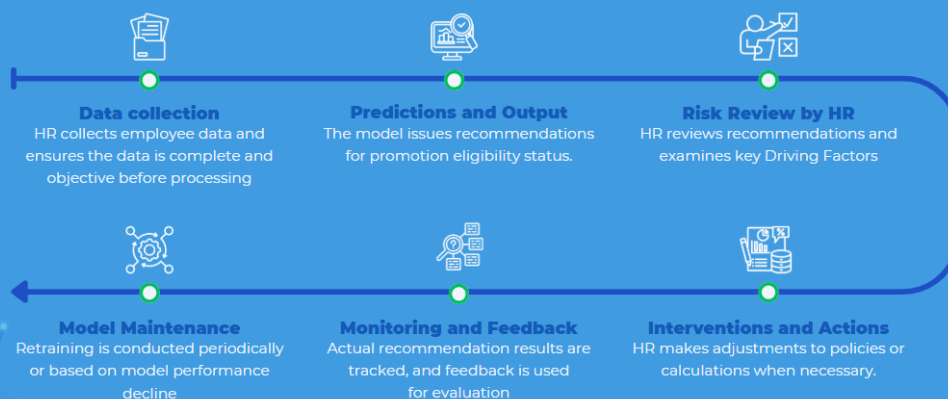 Data collection
HR collects employee data and
ensures the data is complete and
objective before processing
Predictions and Output
The model issues recommendations
for promotion eligibility status.
Risk Review by HR
HR reviews recommendations and
examines key Driving Factors
Interventions and Actions
HR makes adjustments to policies or
calculations when necessary.
Monitoring and Feedback
Actual recommendation results are
tracked, and feedback is used
for evaluation
Model Maintenance
Retraining is conducted periodically
or based on model performance
decline